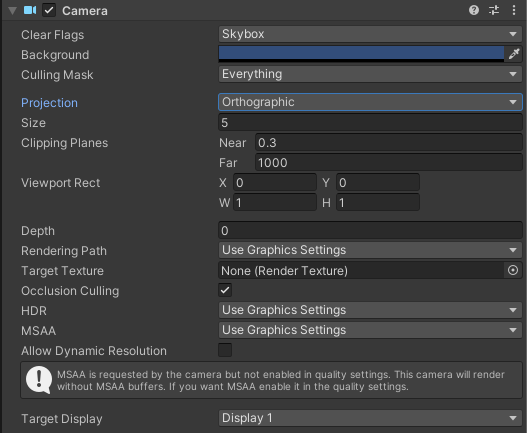 Camera
Clear Flags Skybox
Background
Culling Mask Everything
Projection Orthographic
Size 5
Clipping Planes Near 0.3
Far 1000
Viewport Rect X 0 Y 0
W 1 H 1
Depth 0
Rendering Path Use Graphics Settings
Target Texture None (Render Texture)
Occlusion Culling
HDR Use Graphics Settings
MSAA Use Graphics Settings
Allow Dynamic Resolution
MSAA is requested by the camera but not enabled in quality settings. This camera will render
without MSAA buffers. If you want MSAA enable it in the quality settings.
Target Display Display 1